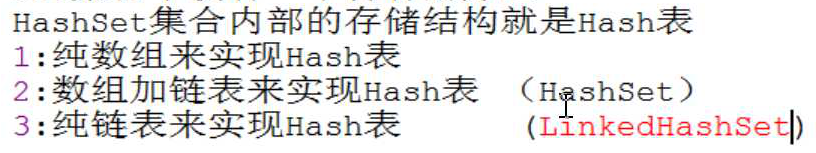 HashSet集合内部的存储结构就是Hash表
1:纯数组来实现Hash表
2:数组加链表来实现Hash表 （HashSet）
3:纯链表来实现Hash表 (LinkedHashSet)